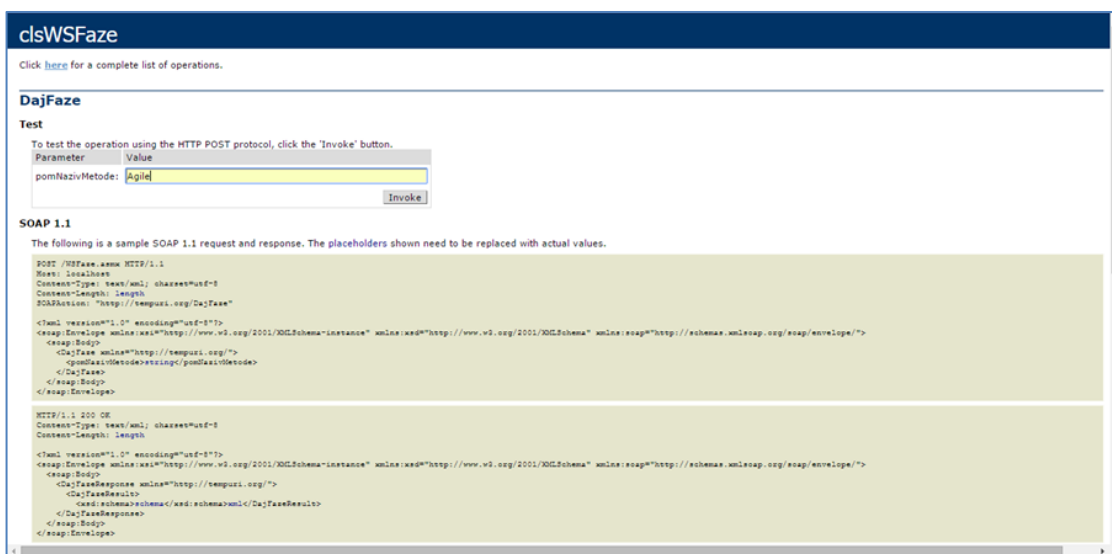 clsWSFaze
Click here for a complete list of operations.
DajFaze
Test
To test the operation using the HTTP POST protocol, click the 'Invoke' button.
Parameter Value
pomNazivMetode: Agile
Invoke
SOAP 1.1
The following is a sample SOAP 1.1 request and response. The placeholders shown need to be replaced with actual values.
POST /WSFaze.asmx HTTP/1.1
Host: localhost
Content-Type: text/xml; charset=utf-8
Content-Length: length
SOAPAction: "http://tempuri.org/DajFaze"
<?xml version="1.0" encoding="utf-8"?>
<soap:Envelope xmlns:xsi="http://www.w3.org/2001/XMLSchema-instance" xmlns:xsd="http://www.w3.org/2001/XMLSchema" xmlns:soap="http://schemas.xmlsoap.org/soap/envelope/">
<soap:Body>
<DajFaze xmlns="http://tempuri.org/">
<pomNazivMetode>string</pomNazivMetode>
</DajFaze>
</soap:Body>
</soap:Envelope>
HTTP/1.1 200 OK
Content-Type: text/xml; charset=utf-8
Content-Length: length
<?xml version="1.0" encoding="utf-8"?>
<soap:Envelope xmlns:xsi="http://www.w3.org/2001/XMLSchema-instance" xmlns:xsd="http://www.w3.org/2001/XMLSchema" xmlns:soap="http://schemas.xmlsoap.org/soap/envelope/">
<soap:Body>
<DajFazeResponse xmlns="http://tempuri.org/">
<DajFazeResult>
<xsd:schema>schema</xsd:schema>xml</DajFazeResult>
</DajFazeResponse>
</soap:Body>
</soap:Envelope>